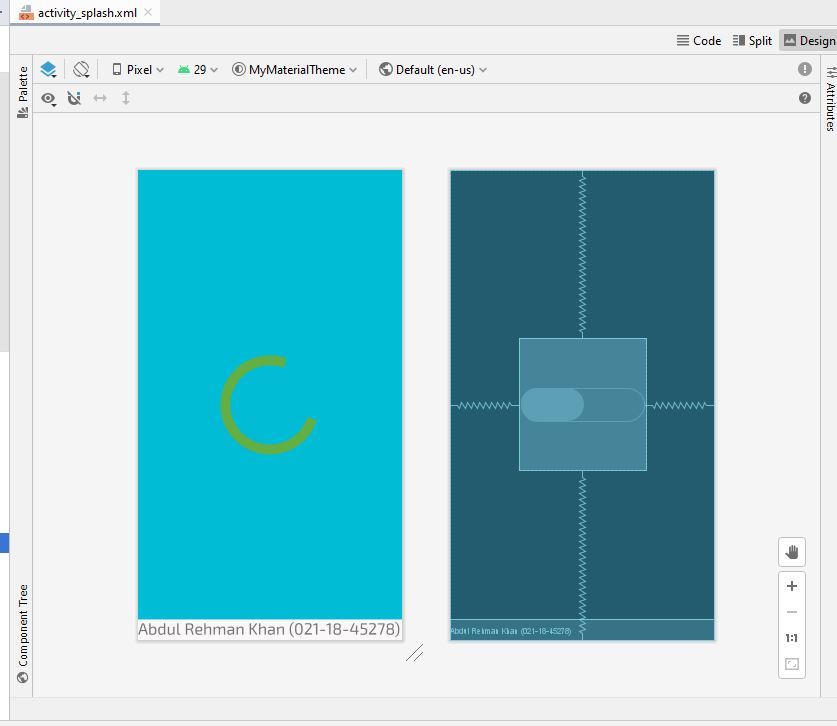 activity_splash.xml
Code
Split
Design
Palette
Pixel
29
MyMaterialTheme
Default (en-us)
Attributes
Abdul Rehman Khan (021-18-45278)
Abdul Rehman Khan (021-18-45278)
Component Tree
1:1